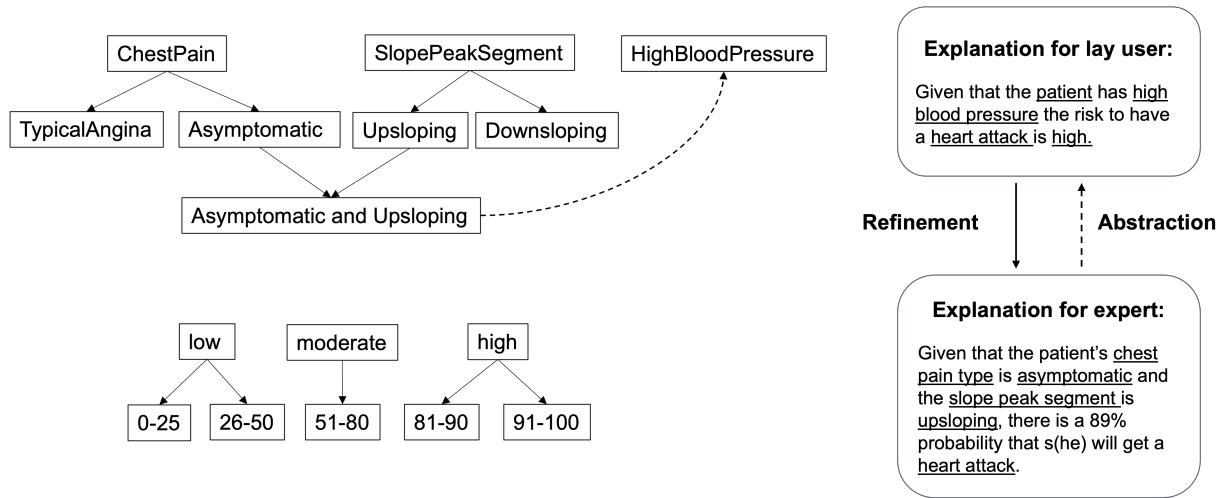 ChestPain
SlopePeakSegment
HighBloodPressure
TypicalAngina
Asymptomatic
Upsloping
Downsloping
Asymptomatic and Upsloping
low
moderate
high
0-25
26-50
51-80
81-90
91-100
Explanation for lay user:
Given that the patient has high
blood pressure the risk to have
a heart attack is high.
Refinement
Abstraction
Explanation for expert:
Given that the patient's chest
pain type is asymptomatic and
the slope peak segment is
upsloping, there is a 89%
probability that s(he) will get a
heart attack.